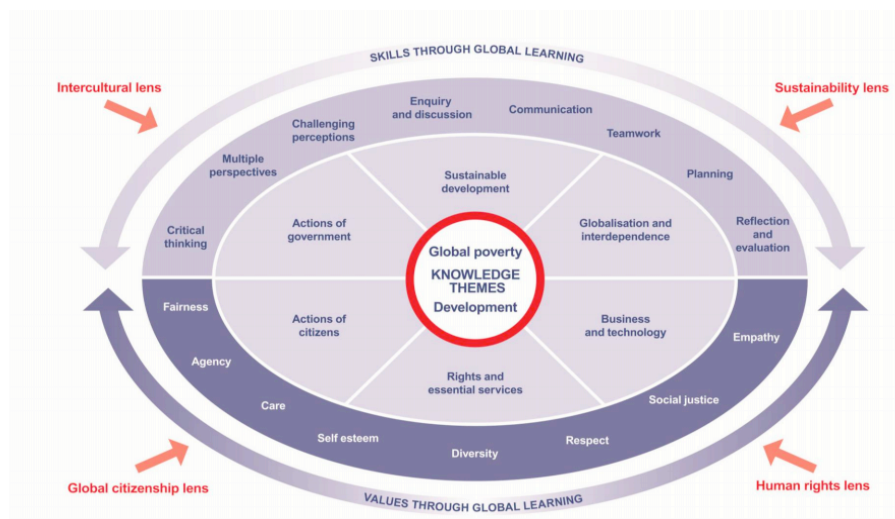 SKILLS THROUGH GLOBAL LEARNING
Intercultural lens
Sustainability lens
Enquiry
and discussion
Communication
Challenging
perceptions
Teamwork
Multiple
perspectives
Planning
Critical
thinking
Reflection
and
evaluation
Sustainable
development
Actions of
government
Globalisation and
interdependence
Global poverty
KNOWLEDGE
THEMES
Development
Actions of
citizens
Business
and technology
Rights and
essential services
Fairness
Agency
Care
Self esteem
Diversity
Respect
Social justice
Empathy
Global citizenship lens
Human rights lens
VALUES THROUGH GLOBAL LEARNING